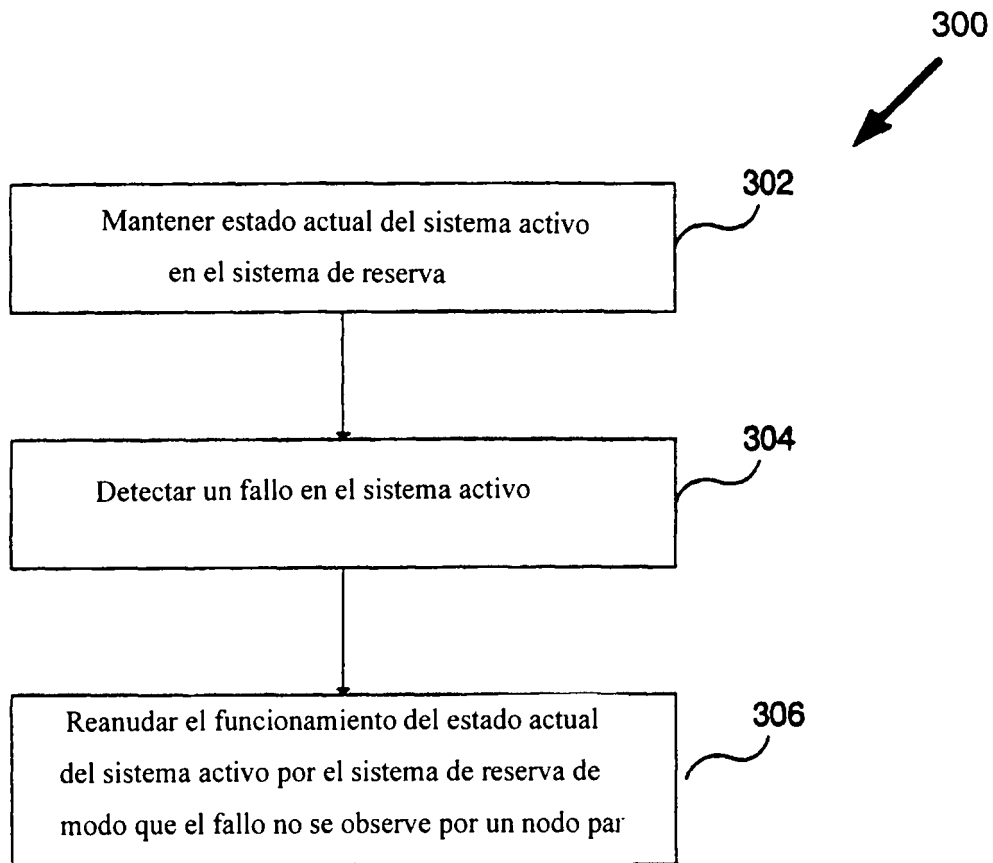 300
302
Mantener estado actual del sistema activo
en el sistema de reserva
304
Detectar un fallo en el sistema activo
306
Reanudar el funcionamiento del estado actual
del sistema activo por el sistema de reserva de
modo que el fallo no se observe por un nodo par